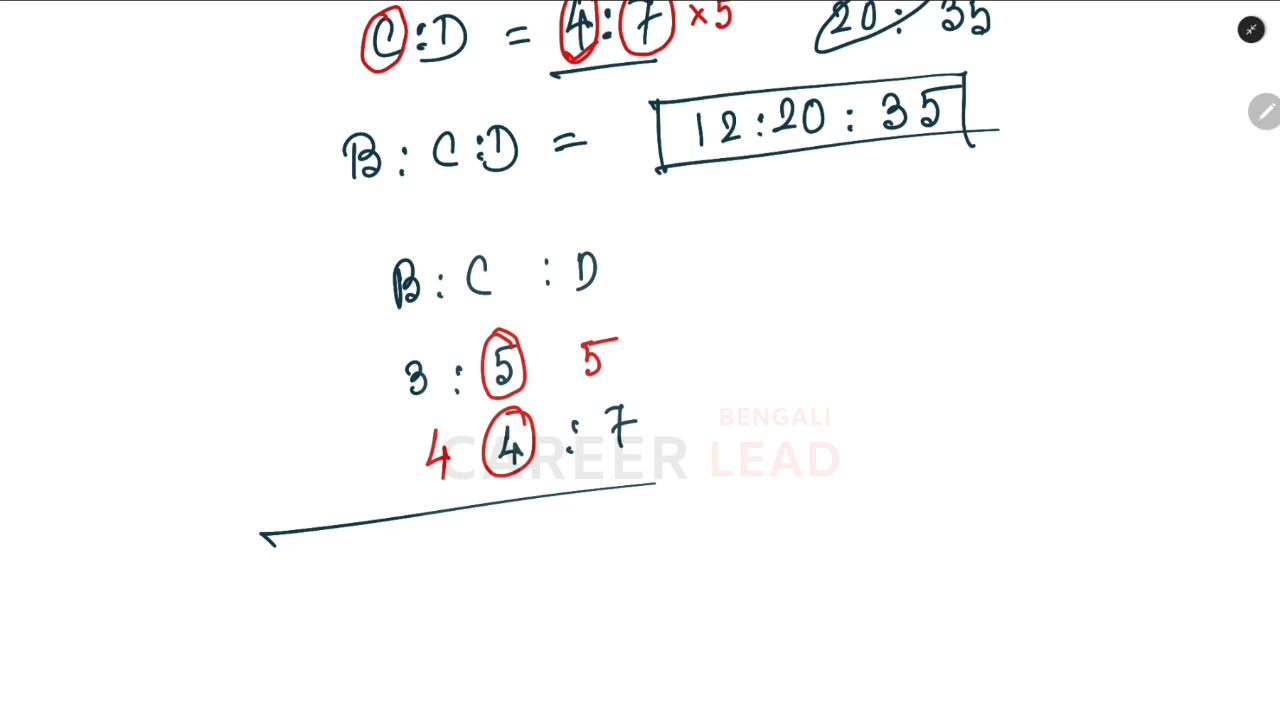 C:D = 4:7 ×5 20: 35
B: C:D = 12:20: 35
B: C : D
3 : 5 5
4 4 : 7
BENGALI
CAREER LEAD